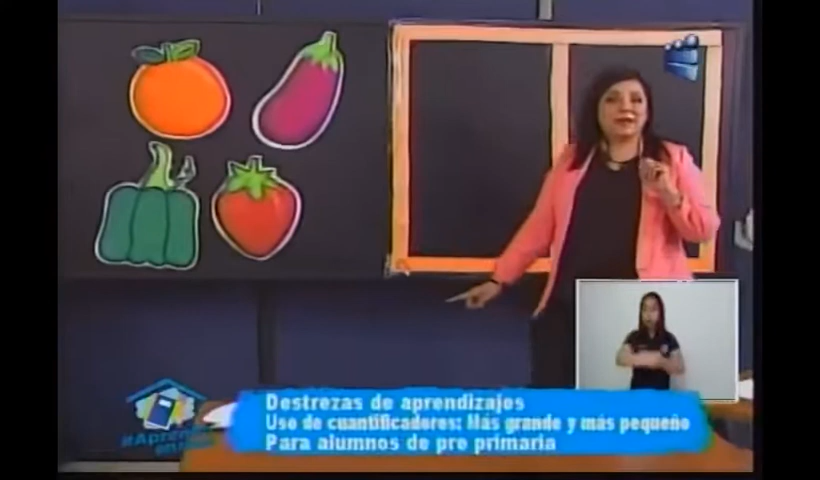 Destrezas de aprendizajes
Uso de cuantificadores: Más grande y más pequeño
Para alumnos de pre primaria